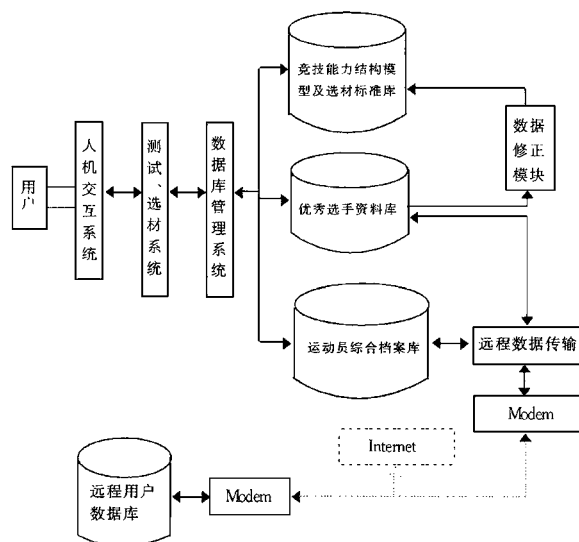 竞技能力结构模
型及选材标准库
数据
修正
模块
用户
人机交互系统
测试、选材系统
数据库管理系统
优秀选手资料库
运动员综合档案库
远程数据传输
Modem
Internet
远程用户
数据库
Modem